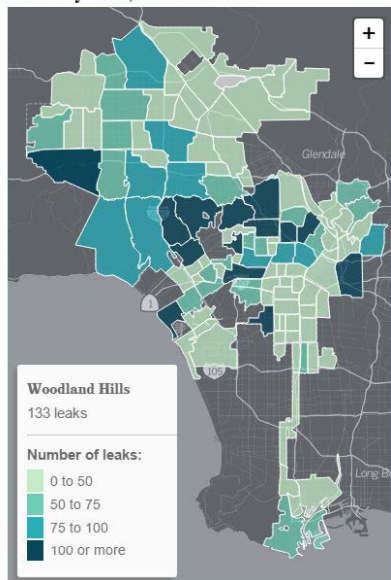 +
−
Glendale
1
105
Woodland Hills
133 leaks
Number of leaks:
0 to 50
50 to 75
75 to 100
100 or more
Long